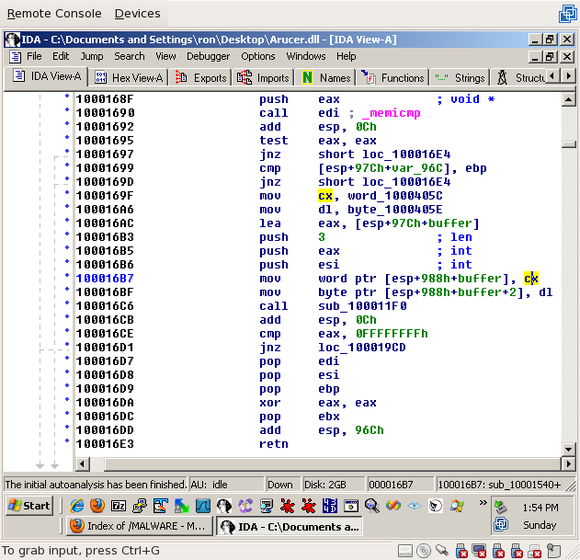 Remote Console Devices
IDA - C:\Documents and Settings\ron\Desktop\Arucer.dll - [IDA View-A]
File Edit Jump Search View Debugger Options Windows Help
IDA View-A Hex View-A Exports Imports N Names Functions "..." Strings Structu
1000168F push eax ; void *
10001690 call edi ; _memicmp
10001692 add esp, 0Ch
10001695 test eax, eax
10001697 jnz short loc_100016E4
10001699 cmp [esp+97Ch+var_96C], ebp
1000169D jnz short loc_100016E4
1000169F mov cx, word_1000405C
100016A6 mov dl, byte_1000405E
100016AC lea eax, [esp+97Ch+buffer]
100016B3 push 3 ; len
100016B5 push eax ; int
100016B6 push esi ; int
100016B7 mov word ptr [esp+988h+buffer], cx
100016BF mov byte ptr [esp+988h+buffer+2], dl
100016C6 call sub_100011F0
100016CB add esp, 0Ch
100016CE cmp eax, 0FFFFFFFFh
100016D1 jnz loc_100019CD
100016D7 pop edi
100016D8 pop esi
100016D9 pop ebp
100016DA xor eax, eax
100016DC pop ebx
100016DD add esp, 96Ch
100016E3 retn
The initial autoanalysis has been finished. AU: idle Down Disk: 2GB 000016B7 100016B7: sub_10001540+
Start 1:54 PM
Index of /MALWARE - M... IDA - C:\Documents a... Sunday
To grab input, press Ctrl+G